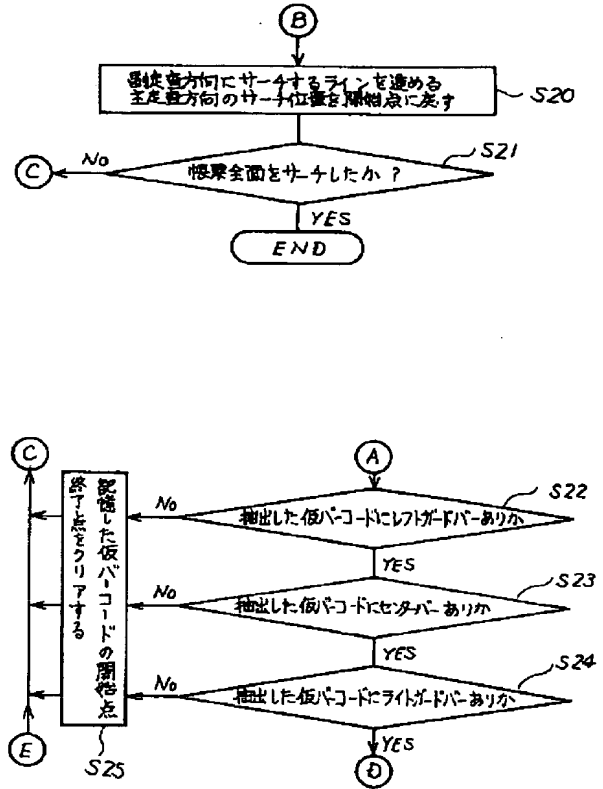 B
副走査方向にサーチするラインを進める
主走査方向のサーチ位置を開始点に戻す
S20
S21
帳票全面をサーチしたか？
No
C
YES
END
C
A
S22
抽出した仮バーコードにレフトガードバーありか
No
YES
S23
抽出した仮バーコードにセンターバーありか
No
YES
S24
抽出した仮バーコードにライトガードバーありか
No
YES
D
記憶した仮バーコードの開始点
終了点をクリアする
S25
E